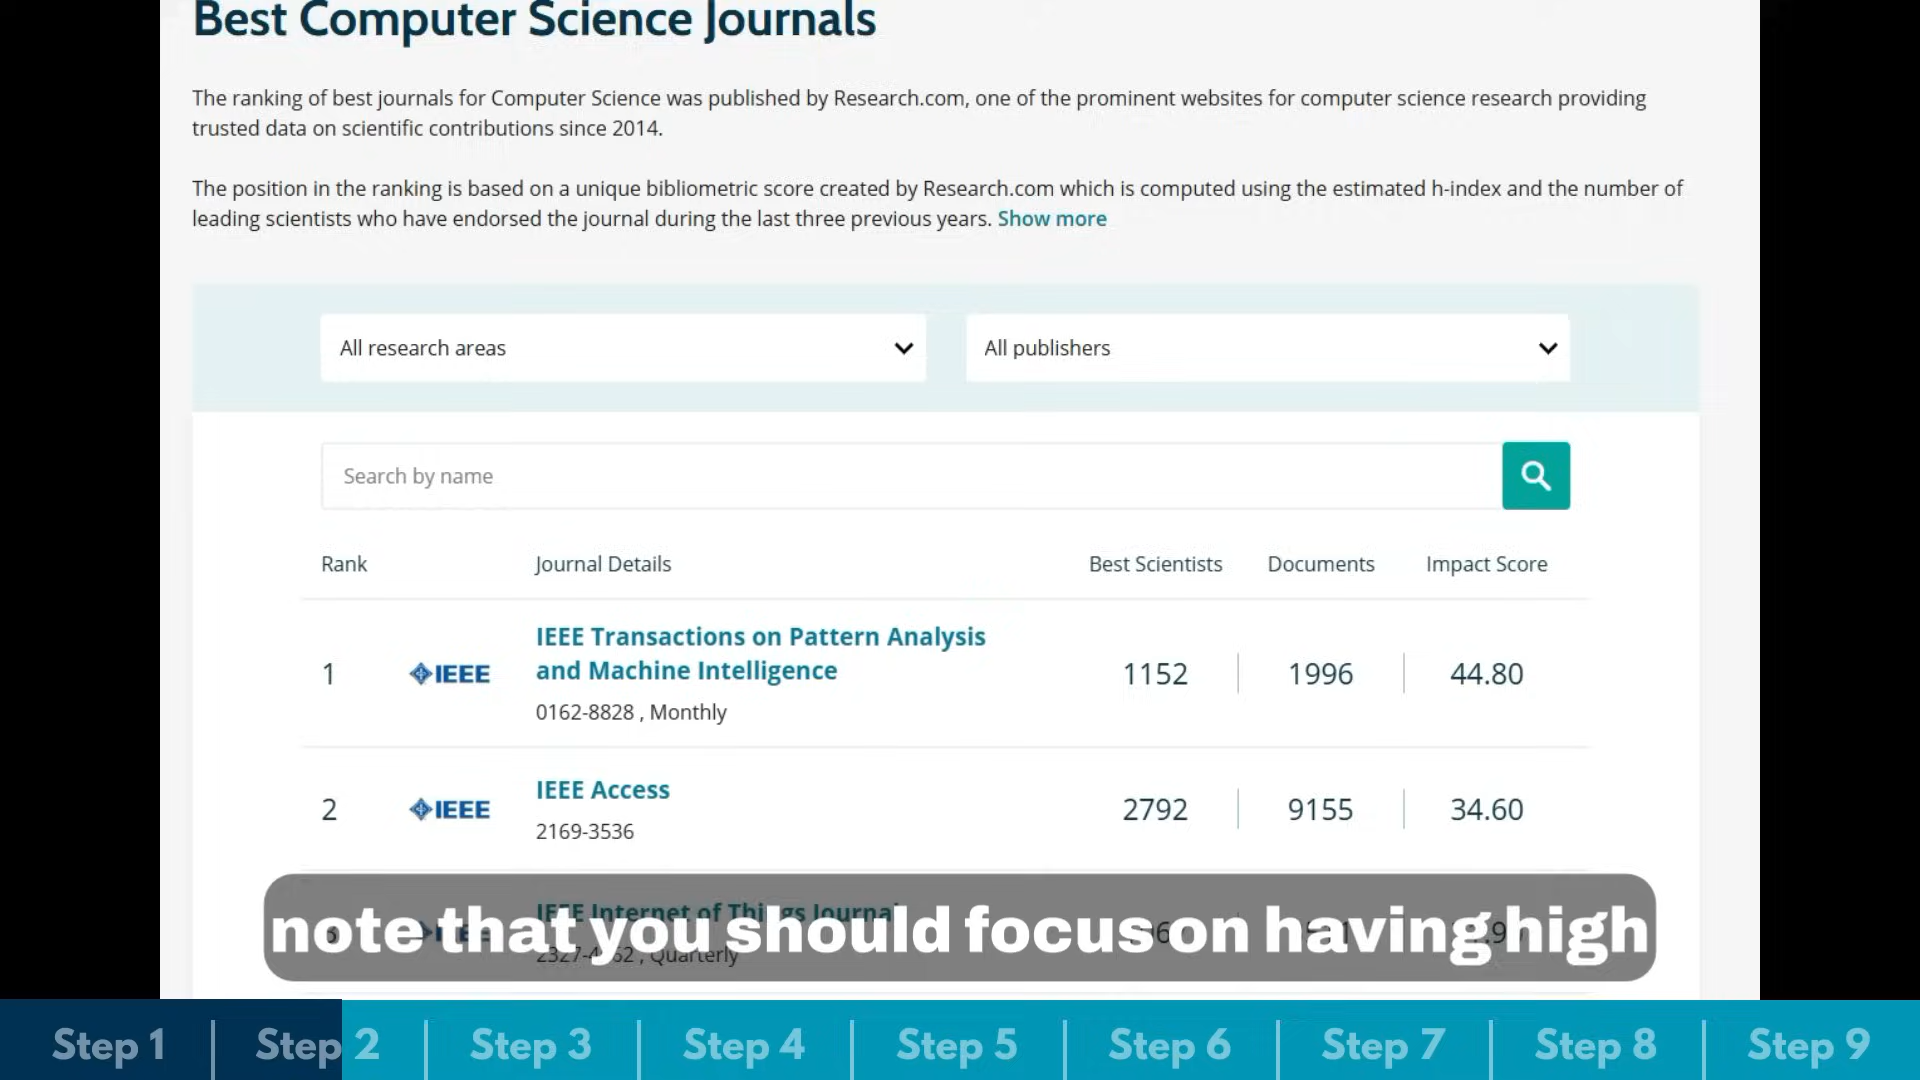 Best Computer Science Journals
The ranking of best journals for Computer Science was published by Research.com, one of the prominent websites for computer science research providing
trusted data on scientific contributions since 2014.
The position in the ranking is based on a unique bibliometric score created by Research.com which is computed using the estimated h-index and the number of
leading scientists who have endorsed the journal during the last three previous years. Show more
All research areas All publishers
Search by name
Rank Journal Details Best Scientists Documents Impact Score
1 IEEE IEEE Transactions on Pattern Analysis
and Machine Intelligence 1152 1996 44.80
0162-8828 , Monthly
2 IEEE IEEE Access 2792 9155 34.60
2169-3536
IEEE Internet of Things Journal
note that you should focus on having high
Quarterly
Step 1 Step 2 Step 3 Step 4 Step 5 Step 6 Step 7 Step 8 Step 9